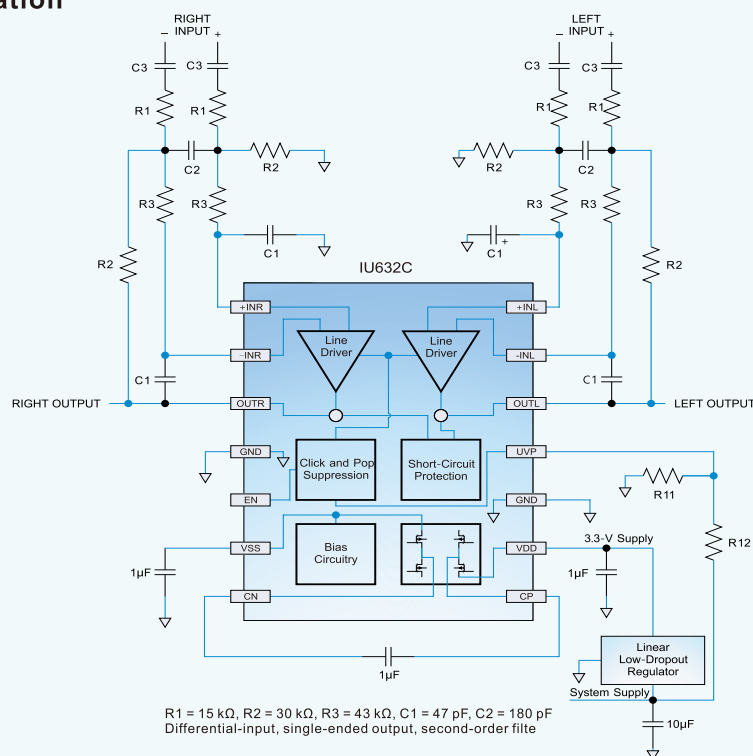 RIGHT
INPUT
− +
LEFT
INPUT
− +
C3
C3
C3
C3
R1
R1
R1
R1
C2
R2
R2
C2
R3
R3
R3
R3
C1
C1
+
R2
R2
IU632C
+INR
+INL
Line
Driver
Line
Driver
−INR
-INL
C1
C1
RIGHT OUTPUT
OUTR
OUTL
LEFT OUTPUT
GND
UVP
Click and Pop
Suppression
Short-Circuit
Protection
R11
EN
GND
VSS
Bias
Circuitry
VDD
3.3-V Supply
R12
1µF
1µF
CN
CP
1µF
Linear
Low-Dropout
Regulator
System Supply
10µF
R1 = 15 kΩ, R2 = 30 kΩ, R3 = 43 kΩ, C1 = 47 pF, C2 = 180 pF
Differential-input, single-ended output, second-order filte